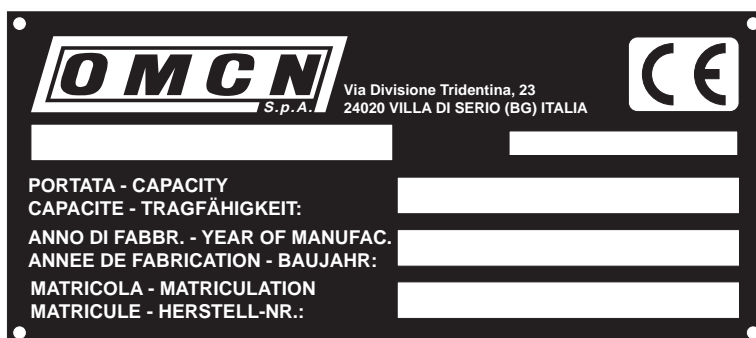 OMCN
S.p.A.
Via Divisione Tridentina, 23
24020 VILLA DI SERIO (BG) ITALIA
CE
PORTATA - CAPACITY
CAPACITE - TRAGFÄHIGKEIT:
ANNO DI FABBR. - YEAR OF MANUFAC.
ANNEE DE FABRICATION - BAUJAHR:
MATRICOLA - MATRICULATION
MATRICULE - HERSTELL-NR.: